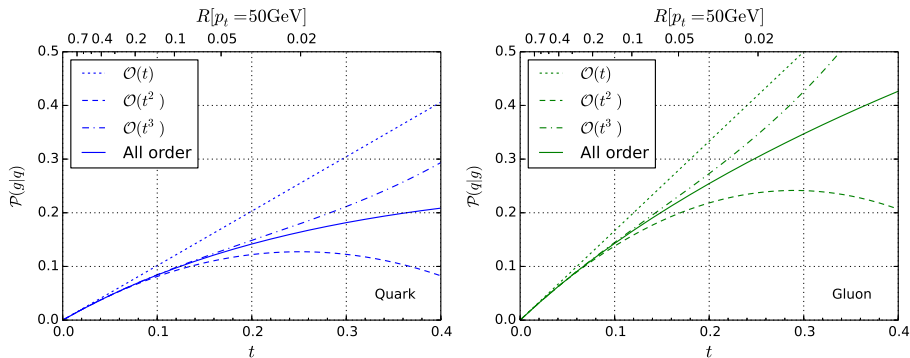 R[p_t = 50GeV]
0.7 0.4 0.2 0.1 0.05 0.02
0.5
0.4
0.3
0.2
0.1
0.0
P(g|q)
O(t)
O(t²)
O(t³)
All order
Quark
0.0 0.1 0.2 0.3 0.4
t
R[p_t = 50GeV]
0.7 0.4 0.2 0.1 0.05 0.02
0.5
0.4
0.3
0.2
0.1
0.0
P(q|g)
O(t)
O(t²)
O(t³)
All order
Gluon
0.0 0.1 0.2 0.3 0.4
t